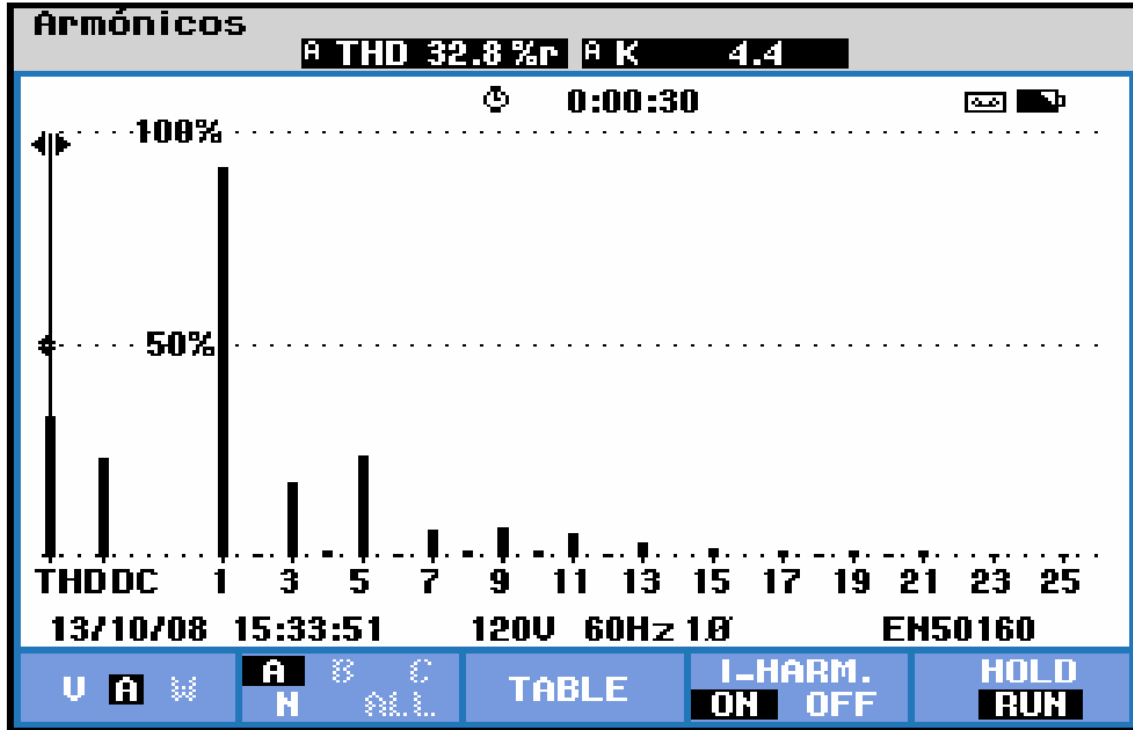 Armónicos
A THD 32.8 %r A K 4.4
0:00:30
100%
50%
THD DC 1 3 5 7 9 11 13 15 17 19 21 23 25
13/10/08 15:33:51 120V 60Hz 1Ø EN50160
V A W
A B C
N ALL
TABLE
I-HARM.
ON OFF
HOLD
RUN